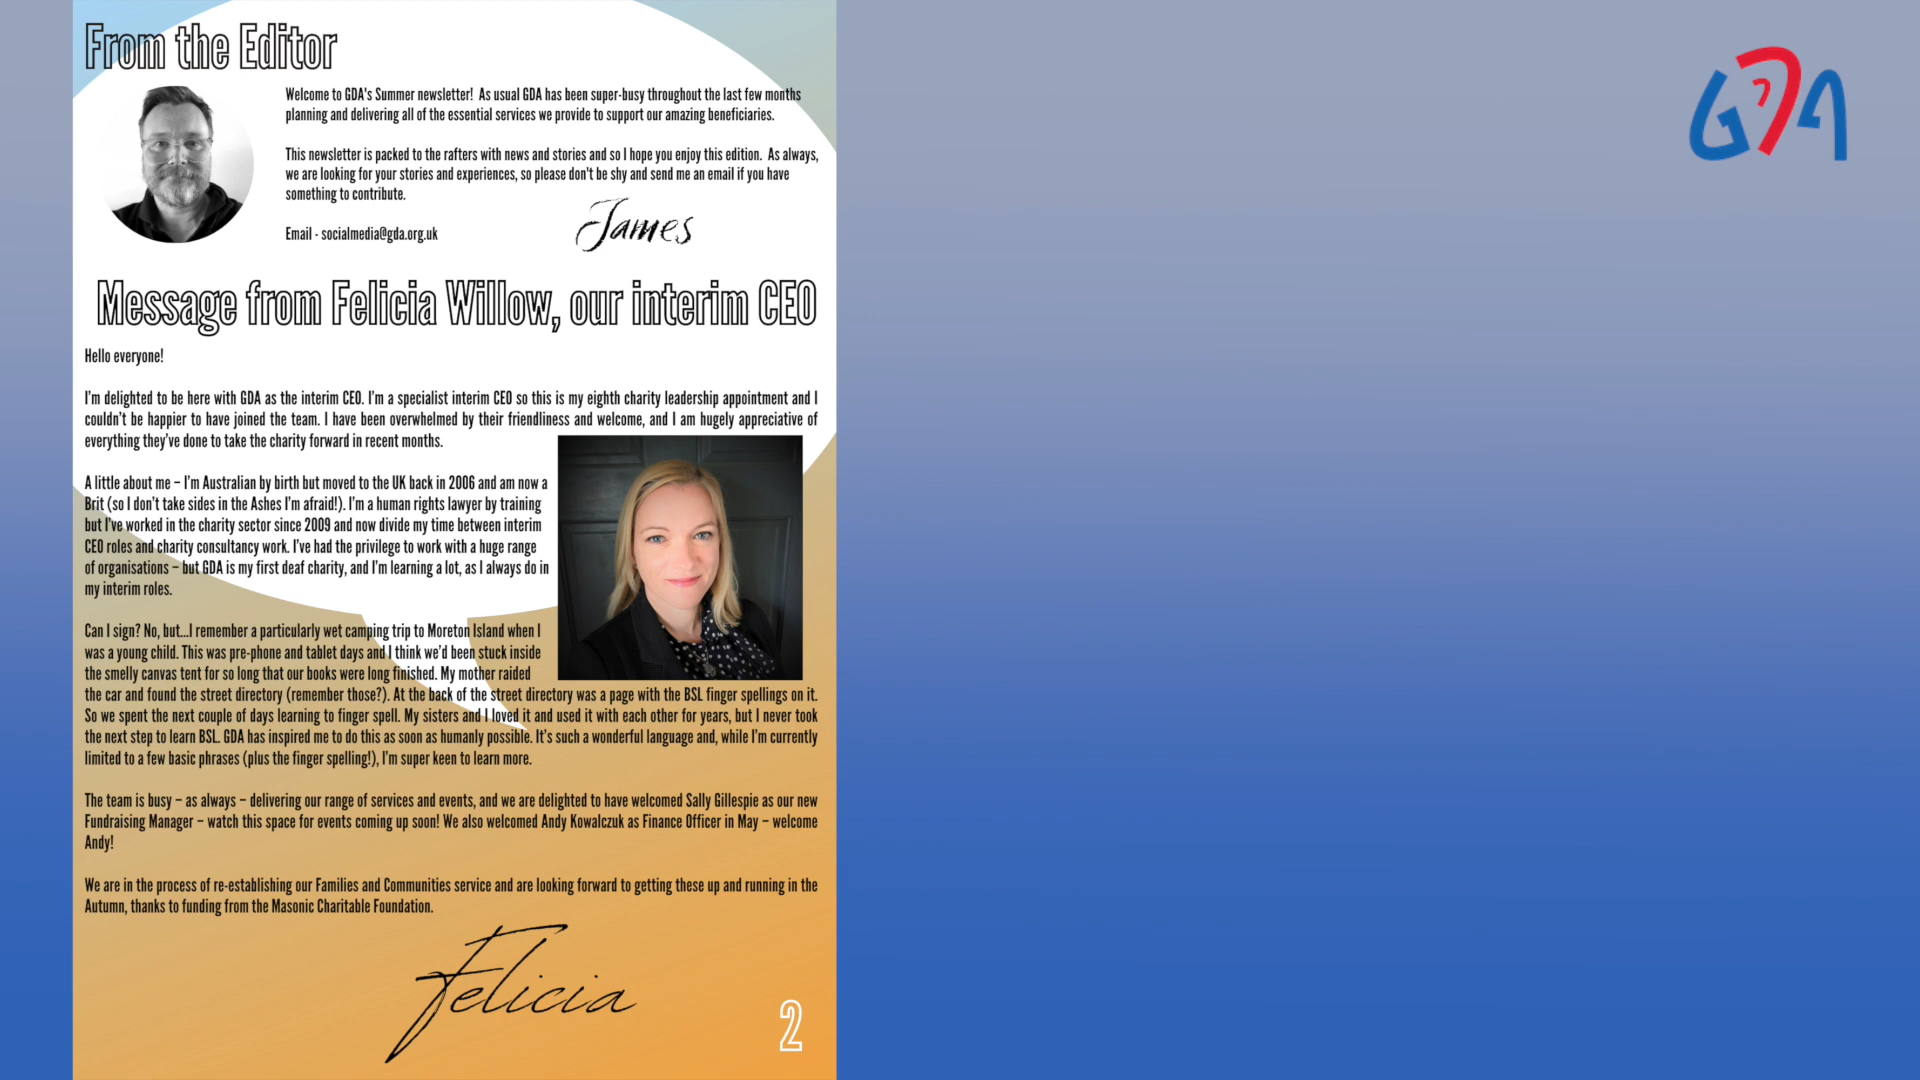 From the Editor
Welcome to GDA's Summer newsletter!  As usual GDA has been super-busy throughout the last few months
planning and delivering all of the essential services we provide to support our amazing beneficiaries.
This newsletter is packed to the rafters with news and stories and so I hope you enjoy this edition.  As always,
we are looking for your stories and experiences, so please don't be shy and send me an email if you have
something to contribute.
Email - socialmedia@gda.org.uk
James
Message from Felicia Willow, our interim CEO
Hello everyone!
I'm delighted to be here with GDA as the interim CEO. I'm a specialist interim CEO so this is my eighth charity leadership appointment and I
couldn't be happier to have joined the team. I have been overwhelmed by their friendliness and welcome, and I am hugely appreciative of
everything they've done to take the charity forward in recent months.
A little about me – I'm Australian by birth but moved to the UK back in 2006 and am now a
Brit (so I don't take sides in the Ashes I'm afraid!). I'm a human rights lawyer by training
but I've worked in the charity sector since 2009 and now divide my time between interim
CEO roles and charity consultancy work. I've had the privilege to work with a huge range
of organisations – but GDA is my first deaf charity, and I'm learning a lot, as I always do in
my interim roles.
Can I sign? No, but...I remember a particularly wet camping trip to Moreton Island when I
was a young child. This was pre-phone and tablet days and I think we'd been stuck inside
the smelly canvas tent for so long that our books were long finished. My mother raided
the car and found the street directory (remember those?). At the back of the street directory was a page with the BSL finger spellings on it.
So we spent the next couple of days learning to finger spell. My sisters and I loved it and used it with each other for years, but I never took
the next step to learn BSL. GDA has inspired me to do this as soon as humanly possible. It's such a wonderful language and, while I'm currently
limited to a few basic phrases (plus the finger spelling!), I'm super keen to learn more.
The team is busy – as always – delivering our range of services and events, and we are delighted to have welcomed Sally Gillespie as our new
Fundraising Manager – watch this space for events coming up soon! We also welcomed Andy Kowalczuk as Finance Officer in May – welcome
Andy!
We are in the process of re-establishing our Families and Communities service and are looking forward to getting these up and running in the
Autumn, thanks to funding from the Masonic Charitable Foundation.
Felicia
2
GDA